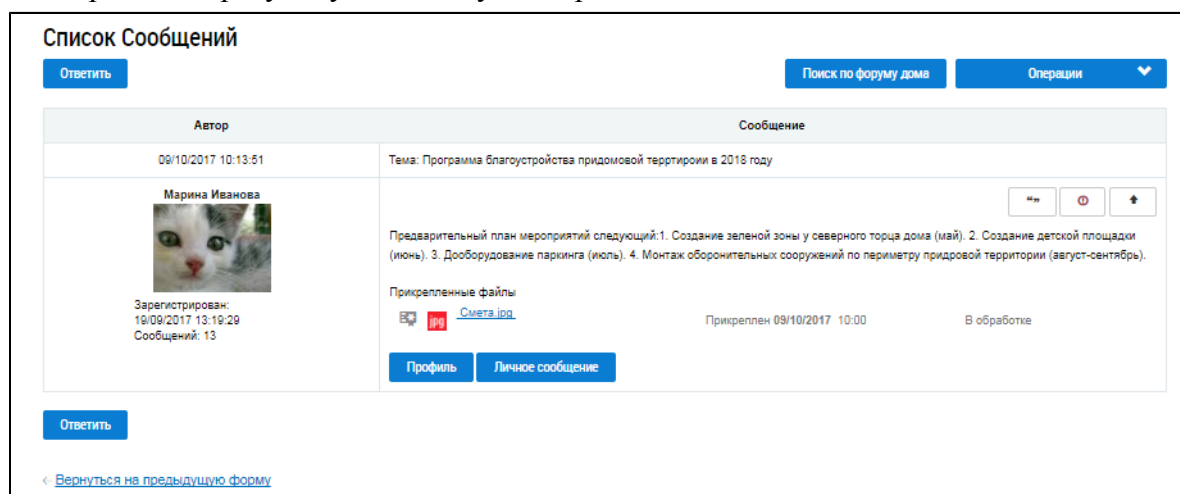 Список Сообщений
Ответить
Поиск по форуму дома
Операции
Автор
Сообщение
09/10/2017 10:13:51
Тема: Программа благоустройства придомовой терртироии в 2018 году
Марина Иванова
Предварительный план мероприятий следующий:1. Создание зеленой зоны у северного торца дома (май). 2. Создание детской площадки
(июнь). 3. Дооборудование паркинга (июль). 4. Монтаж оборонительных сооружений по периметру придровой территории (август-сентябрь).
Прикрепленные файлы
jpg
Смета.jpg
Прикреплен 09/10/2017 10:00
В обработке
Зарегистрирован:
19/09/2017 13:19:29
Сообщений: 13
Профиль
Личное сообщение
Ответить
Вернуться на предыдущую форму